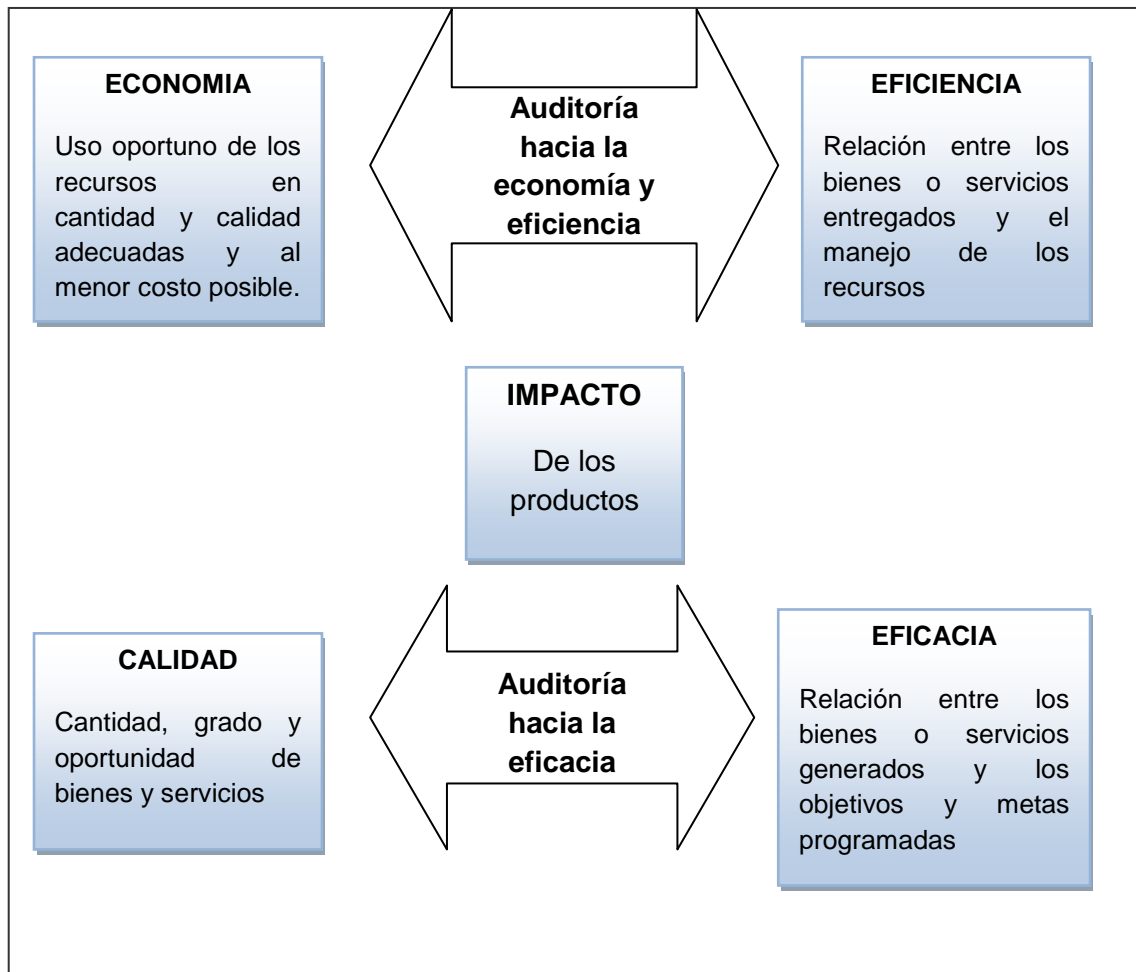 ECONOMIA
Uso oportuno de los
recursos en
cantidad y calidad
adecuadas y al
menor costo posible.
Auditoría
hacia la
economía y
eficiencia
EFICIENCIA
Relación entre los
bienes o servicios
entregados y el
manejo de los
recursos
IMPACTO
De los
productos
CALIDAD
Cantidad, grado y
oportunidad de
bienes y servicios
Auditoría
hacia la
eficacia
EFICACIA
Relación entre los
bienes o servicios
generados y los
objetivos y metas
programadas